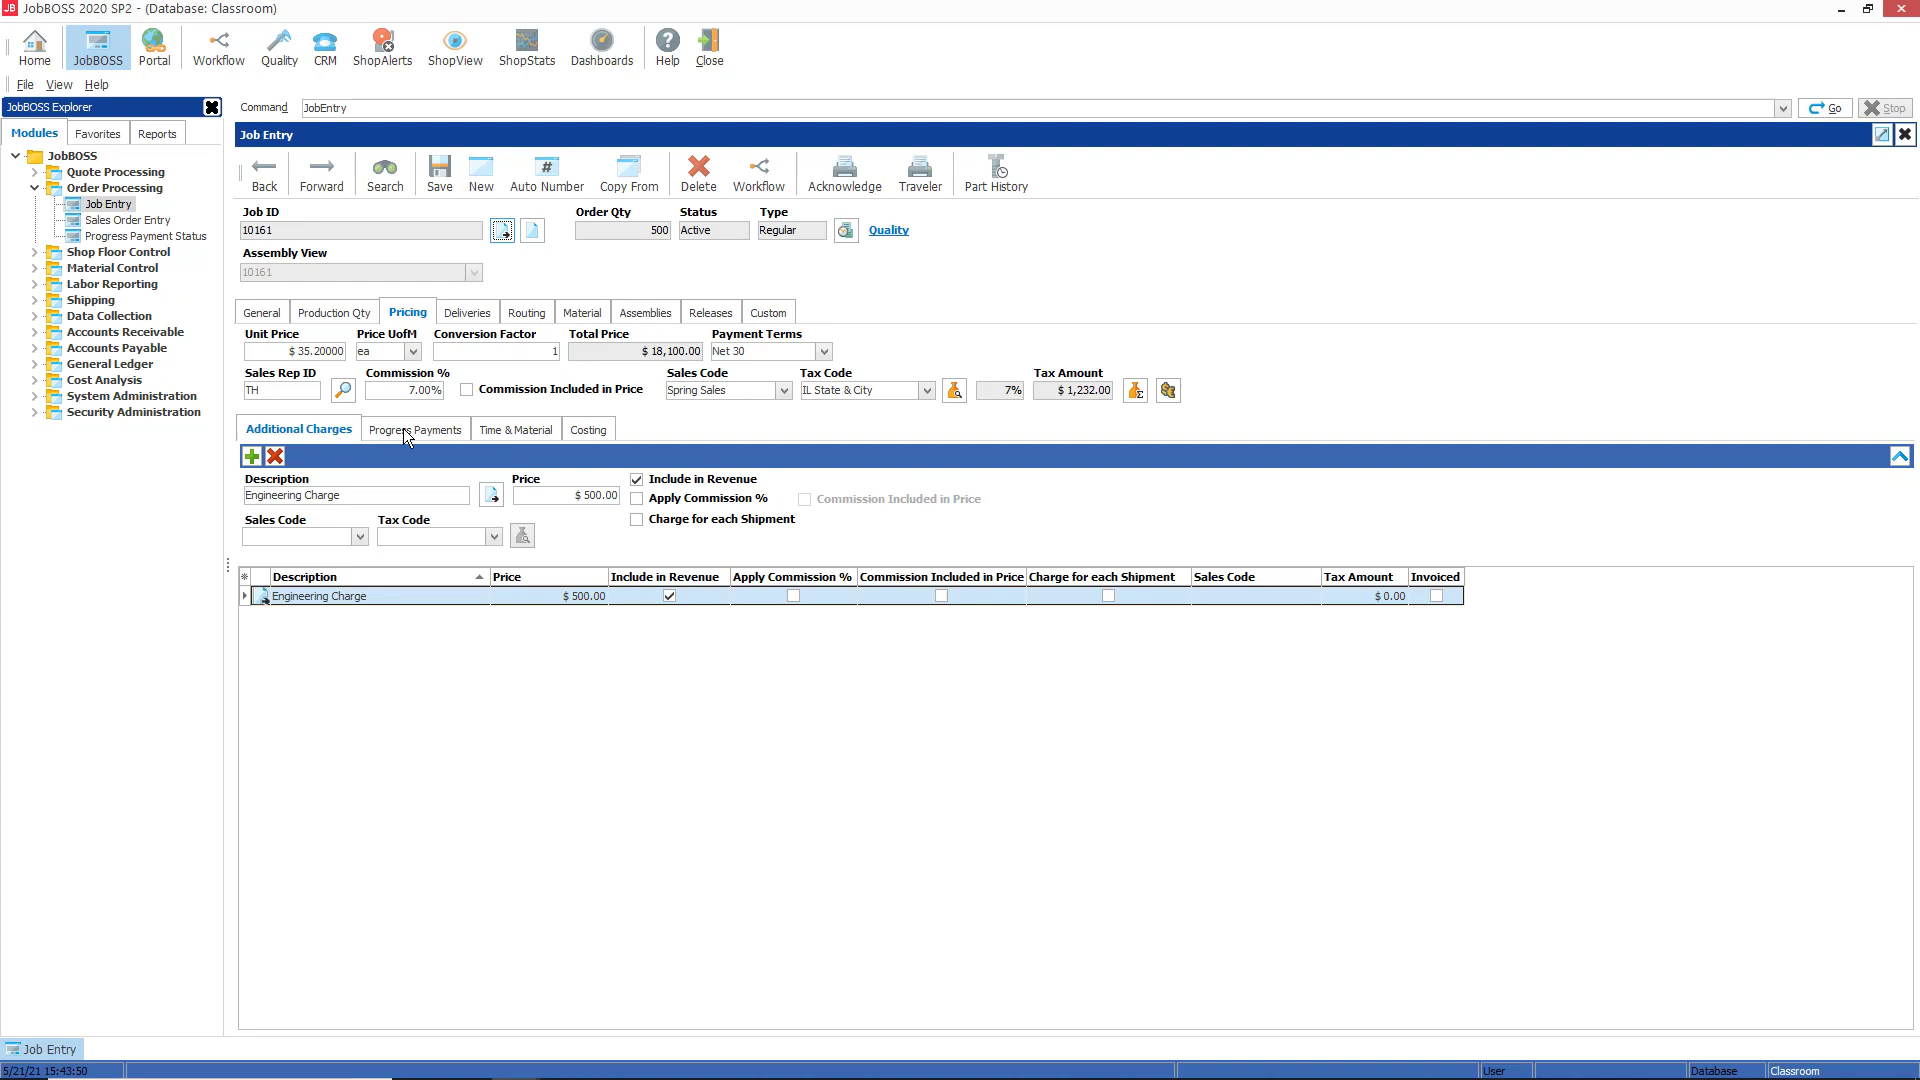 JB JobBOSS 2020 SP2 - (Database: Classroom)
Home JobBOSS Portal Workflow Quality CRM ShopAlerts ShopView ShopStats Dashboards Help Close
File View Help
JobBOSS Explorer
Command JobEntry Go Stop
Modules Favorites Reports
Job Entry
JobBOSS
Quote Processing
Order Processing
Job Entry
Sales Order Entry
Progress Payment Status
Shop Floor Control
Material Control
Labor Reporting
Shipping
Data Collection
Accounts Receivable
Accounts Payable
General Ledger
Cost Analysis
System Administration
Security Administration
Back Forward Search Save New Auto Number Copy From Delete Workflow Acknowledge Traveler Part History
Job ID Order Qty Status Type
10161 500 Active Regular Quality
Assembly View
10161
General Production Qty Pricing Deliveries Routing Material Assemblies Releases Custom
Unit Price Price UofM Conversion Factor Total Price Payment Terms
$ 35.20000 ea 1 $ 18,100.00 Net 30
Sales Rep ID Commission % Commission Included in Price Sales Code Tax Code Tax Amount
TH 7.00% Spring Sales IL State & City 7% $ 1,232.00
Additional Charges Progress Payments Time & Material Costing
Description Price Include in Revenue
Engineering Charge $ 500.00 Apply Commission % Commission Included in Price
Sales Code Tax Code Charge for each Shipment
Description Price Include in Revenue Apply Commission % Commission Included in Price Charge for each Shipment Sales Code Tax Amount Invoiced
Engineering Charge $ 500.00 $ 0.00
Job Entry
5/21/21 15:43:50 User Database Classroom